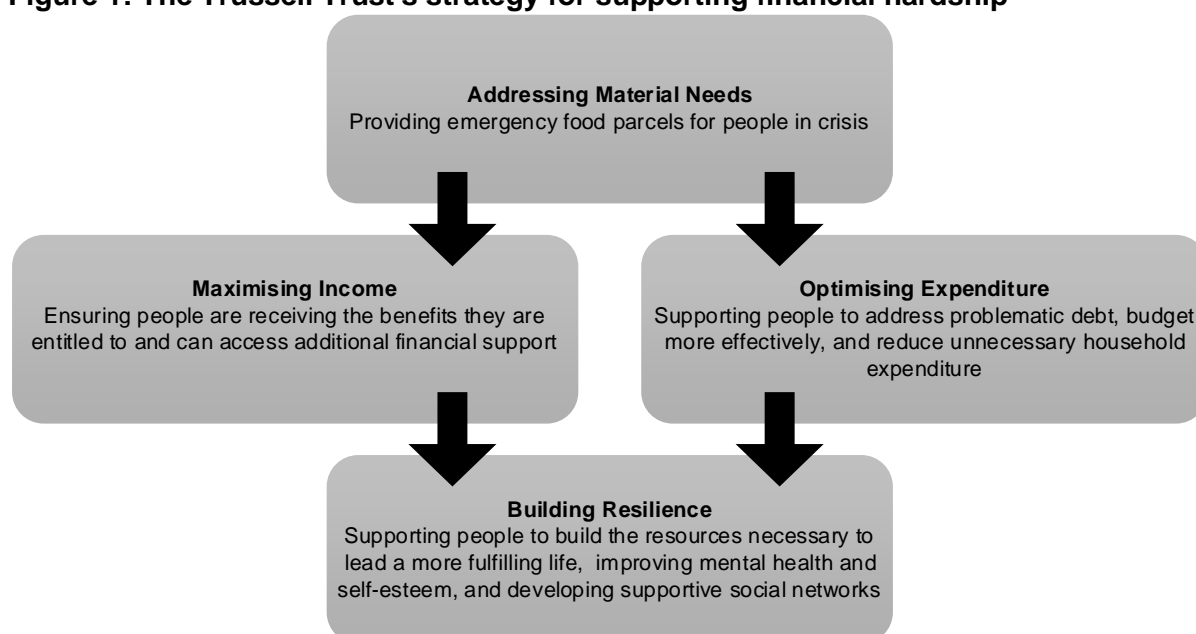 Figure 1: The Trussell Trust's strategy for supporting financial hardship
Addressing Material Needs
Providing emergency food parcels for people in crisis
Maximising Income
Ensuring people are receiving the benefits they are
entitled to and can access additional financial support
Optimising Expenditure
Supporting people to address problematic debt, budget
more effectively, and reduce unnecessary household
expenditure
Building Resilience
Supporting people to build the resources necessary to
lead a more fulfilling life, improving mental health and
self-esteem, and developing supportive social networks